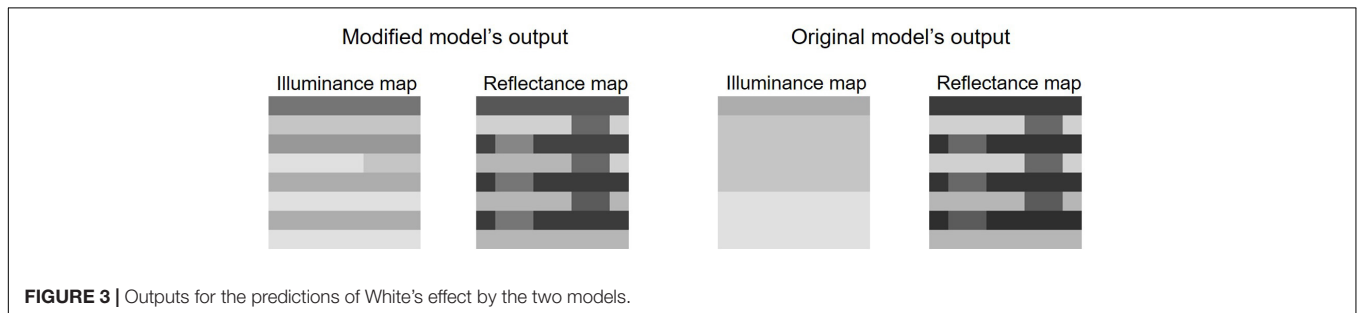 Modified model's output
Original model's output
Illuminance map
Reflectance map
Illuminance map
Reflectance map
FIGURE 3 | Outputs for the predictions of White's effect by the two models.